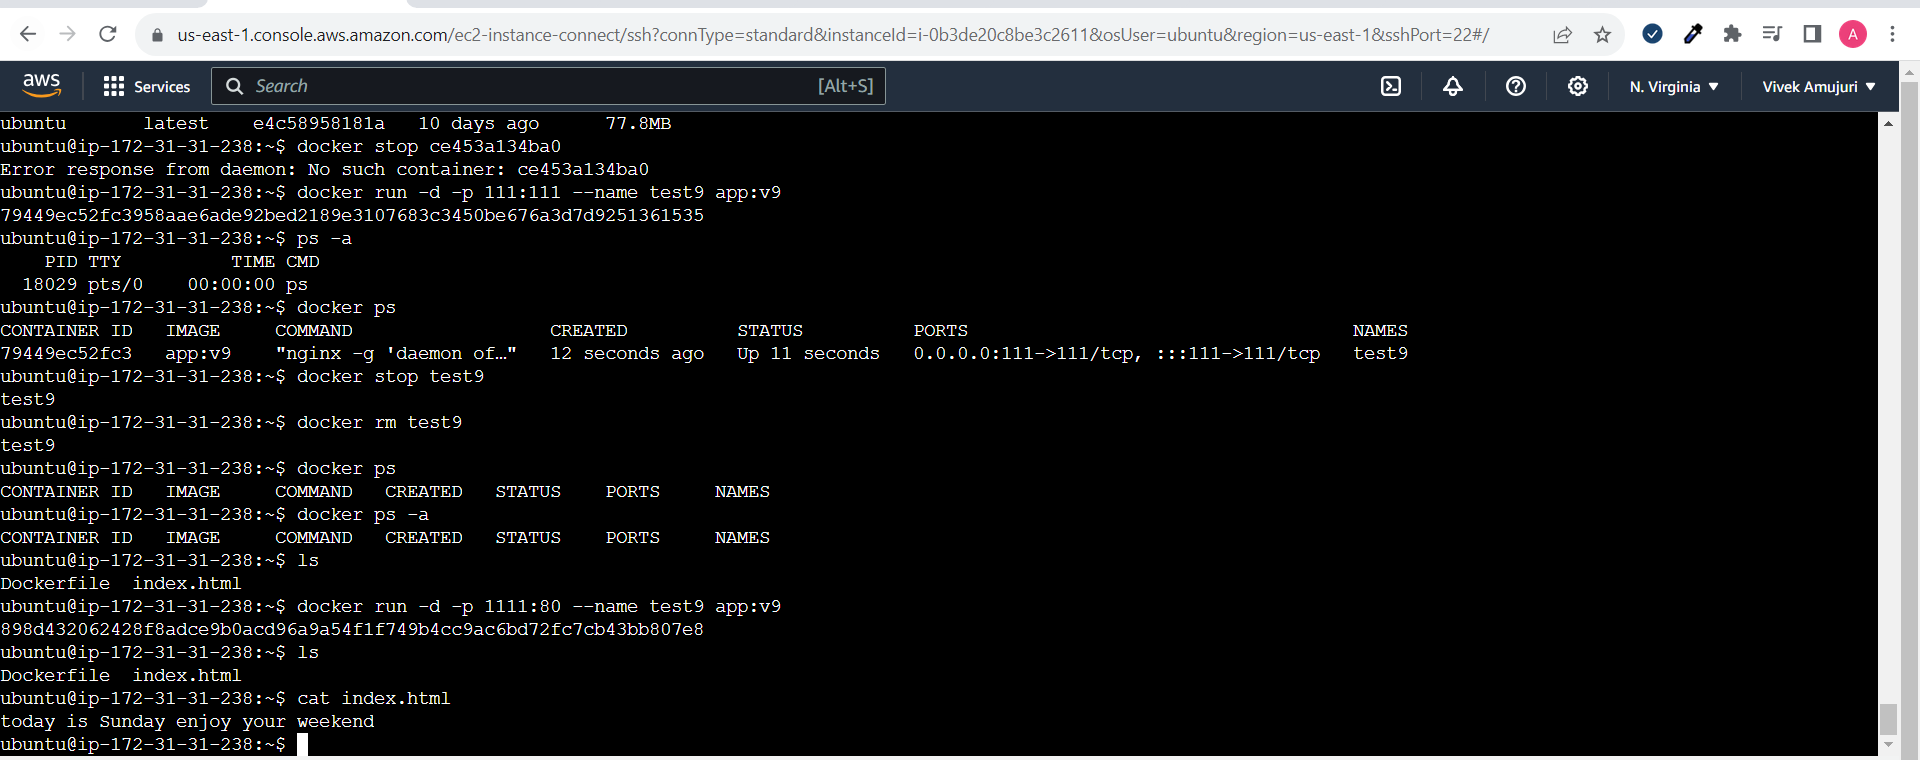 us-east-1.console.aws.amazon.com/ec2-instance-connect/ssh?connType=standard&instanceId=i-0b3de20c8be3c2611&osUser=ubuntu&region=us-east-1&sshPort=22#/
A
aws Services Search [Alt+S] N. Virginia Vivek Amujuri
ubuntu       latest    e4c58958181a   10 days ago      77.8MB
ubuntu@ip-172-31-31-238:~$ docker stop ce453a134ba0
Error response from daemon: No such container: ce453a134ba0
ubuntu@ip-172-31-31-238:~$ docker run -d -p 111:111 --name test9 app:v9
79449ec52fc3958aae6ade92bed2189e3107683c3450be676a3d7d9251361535
ubuntu@ip-172-31-31-238:~$ ps -a
    PID TTY          TIME CMD
  18029 pts/0    00:00:00 ps
ubuntu@ip-172-31-31-238:~$ docker ps
CONTAINER ID   IMAGE     COMMAND                  CREATED          STATUS          PORTS                                   NAMES
79449ec52fc3   app:v9    "nginx -g 'daemon of…"   12 seconds ago   Up 11 seconds   0.0.0.0:111->111/tcp, :::111->111/tcp   test9
ubuntu@ip-172-31-31-238:~$ docker stop test9
test9
ubuntu@ip-172-31-31-238:~$ docker rm test9
test9
ubuntu@ip-172-31-31-238:~$ docker ps
CONTAINER ID   IMAGE     COMMAND   CREATED   STATUS    PORTS     NAMES
ubuntu@ip-172-31-31-238:~$ docker ps -a
CONTAINER ID   IMAGE     COMMAND   CREATED   STATUS    PORTS     NAMES
ubuntu@ip-172-31-31-238:~$ ls
Dockerfile  index.html
ubuntu@ip-172-31-31-238:~$ docker run -d -p 1111:80 --name test9 app:v9
898d432062428f8adce9b0acd96a9a54f1f749b4cc9ac6bd72fc7cb43bb807e8
ubuntu@ip-172-31-31-238:~$ ls
Dockerfile  index.html
ubuntu@ip-172-31-31-238:~$ cat index.html
today is Sunday enjoy your weekend
ubuntu@ip-172-31-31-238:~$